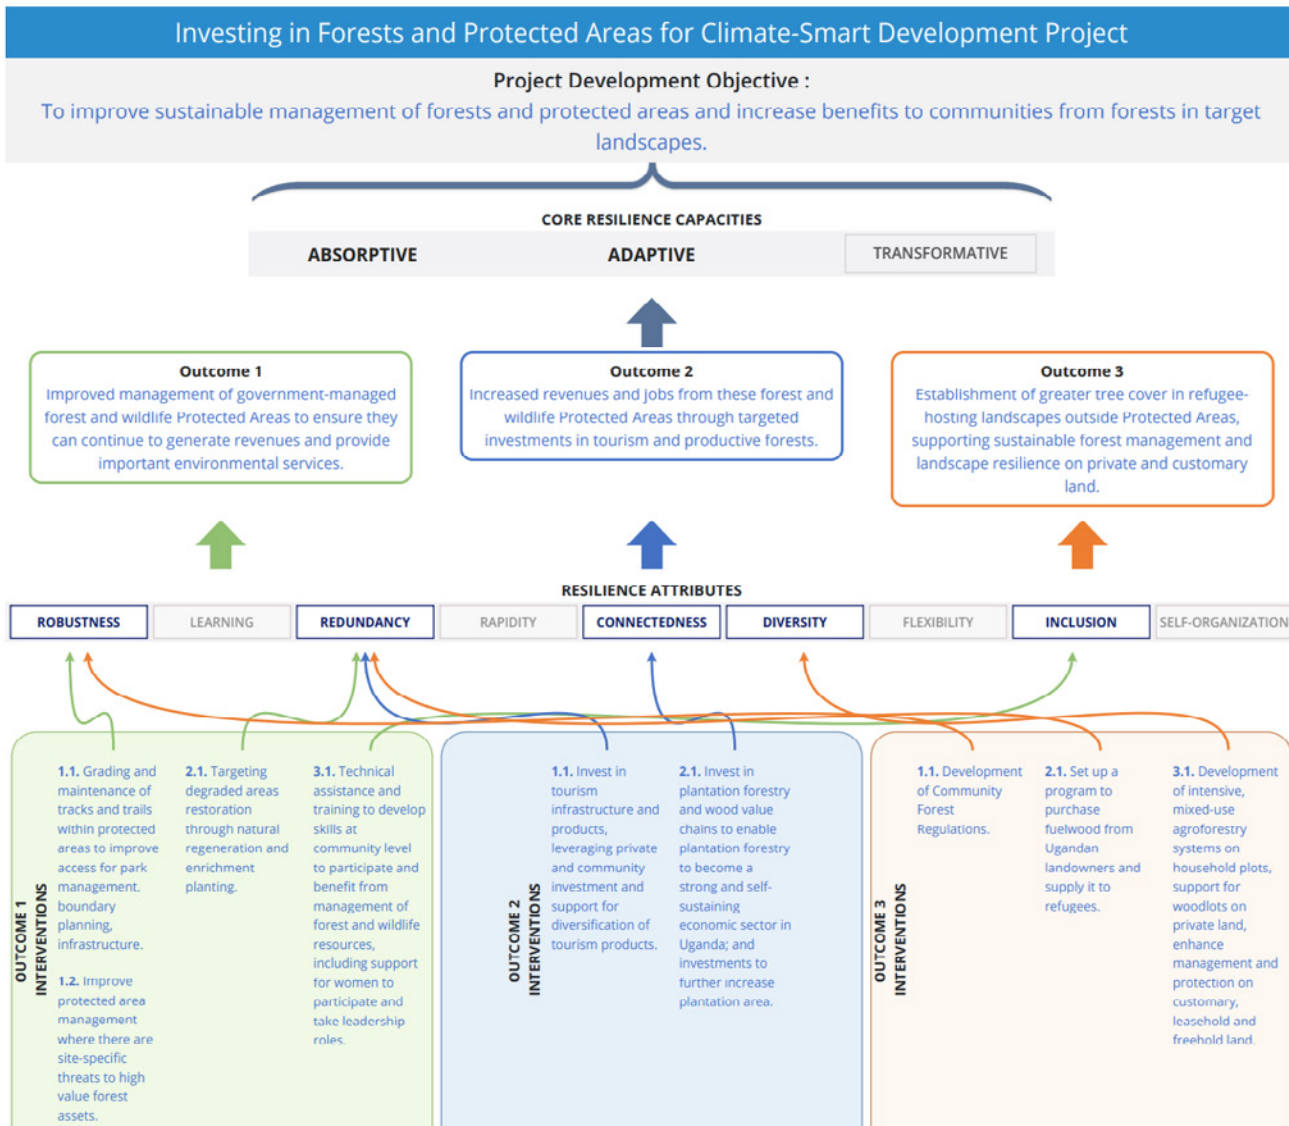 Investing in Forests and Protected Areas for Climate-Smart Development Project
Project Development Objective :
To improve sustainable management of forests and protected areas and increase benefits to communities from forests in target
landscapes.
CORE RESILIENCE CAPACITIES
ABSORPTIVE
ADAPTIVE
TRANSFORMATIVE
Outcome 1
Improved management of government-managed
forest and wildlife Protected Areas to ensure they
can continue to generate revenues and provide
important environmental services.
Outcome 2
Increased revenues and jobs from these forest and
wildlife Protected Areas through targeted
investments in tourism and productive forests.
Outcome 3
Establishment of greater tree cover in refugee-
hosting landscapes outside Protected Areas,
supporting sustainable forest management and
landscape resilience on private and customary
land.
RESILIENCE ATTRIBUTES
ROBUSTNESS
LEARNING
REDUNDANCY
RAPIDITY
CONNECTEDNESS
DIVERSITY
FLEXIBILITY
INCLUSION
SELF-ORGANIZATION
OUTCOME 1
INTERVENTIONS
1.1. Grading and
maintenance of
tracks and trails
within protected
areas to improve
access for park
management,
boundary
planning,
infrastructure.
1.2. Improve
protected area
management
where there are
site-specific
threats to high
value forest
assets.
2.1. Targeting
degraded areas
restoration
through natural
regeneration and
enrichment
planting.
3.1. Technical
assistance and
training to develop
skills at
community level
to participate and
benefit from
management of
forest and wildlife
resources,
including support
for women to
participate and
take leadership
roles.
OUTCOME 2
INTERVENTIONS
1.1. Invest in
tourism
infrastructure and
products,
leveraging private
and community
investment and
support for
diversification of
tourism products.
2.1. Invest in
plantation forestry
and wood value
chains to enable
plantation forestry
to become a
strong and self-
sustaining
economic sector in
Uganda; and
investments to
further increase
plantation area.
OUTCOME 3
INTERVENTIONS
1.1. Development
of Community
Forest
Regulations.
2.1. Set up a
program to
purchase
fuelwood from
Ugandan
landowners and
supply it to
refugees.
3.1. Development
of intensive,
mixed-use
agroforestry
systems on
household plots,
support for
woodlots on
private land,
enhance
management and
protection on
customary,
leasehold and
freehold land.